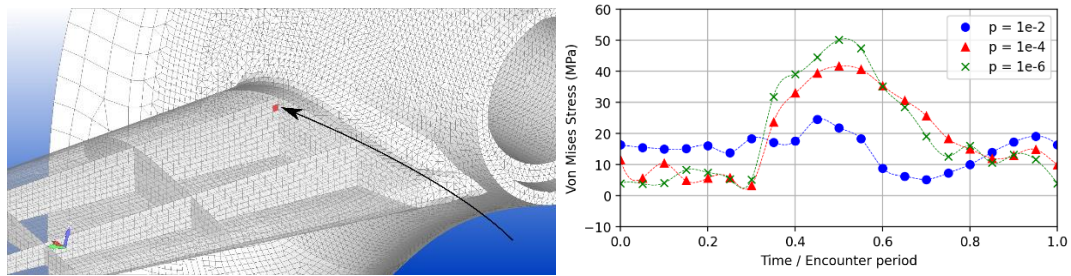 60
50
40
30
20
10
0
−10
Von Mises Stress (MPa)
p = 1e-2
p = 1e-4
p = 1e-6
0.0 0.2 0.4 0.6 0.8 1.0
Time / Encounter period